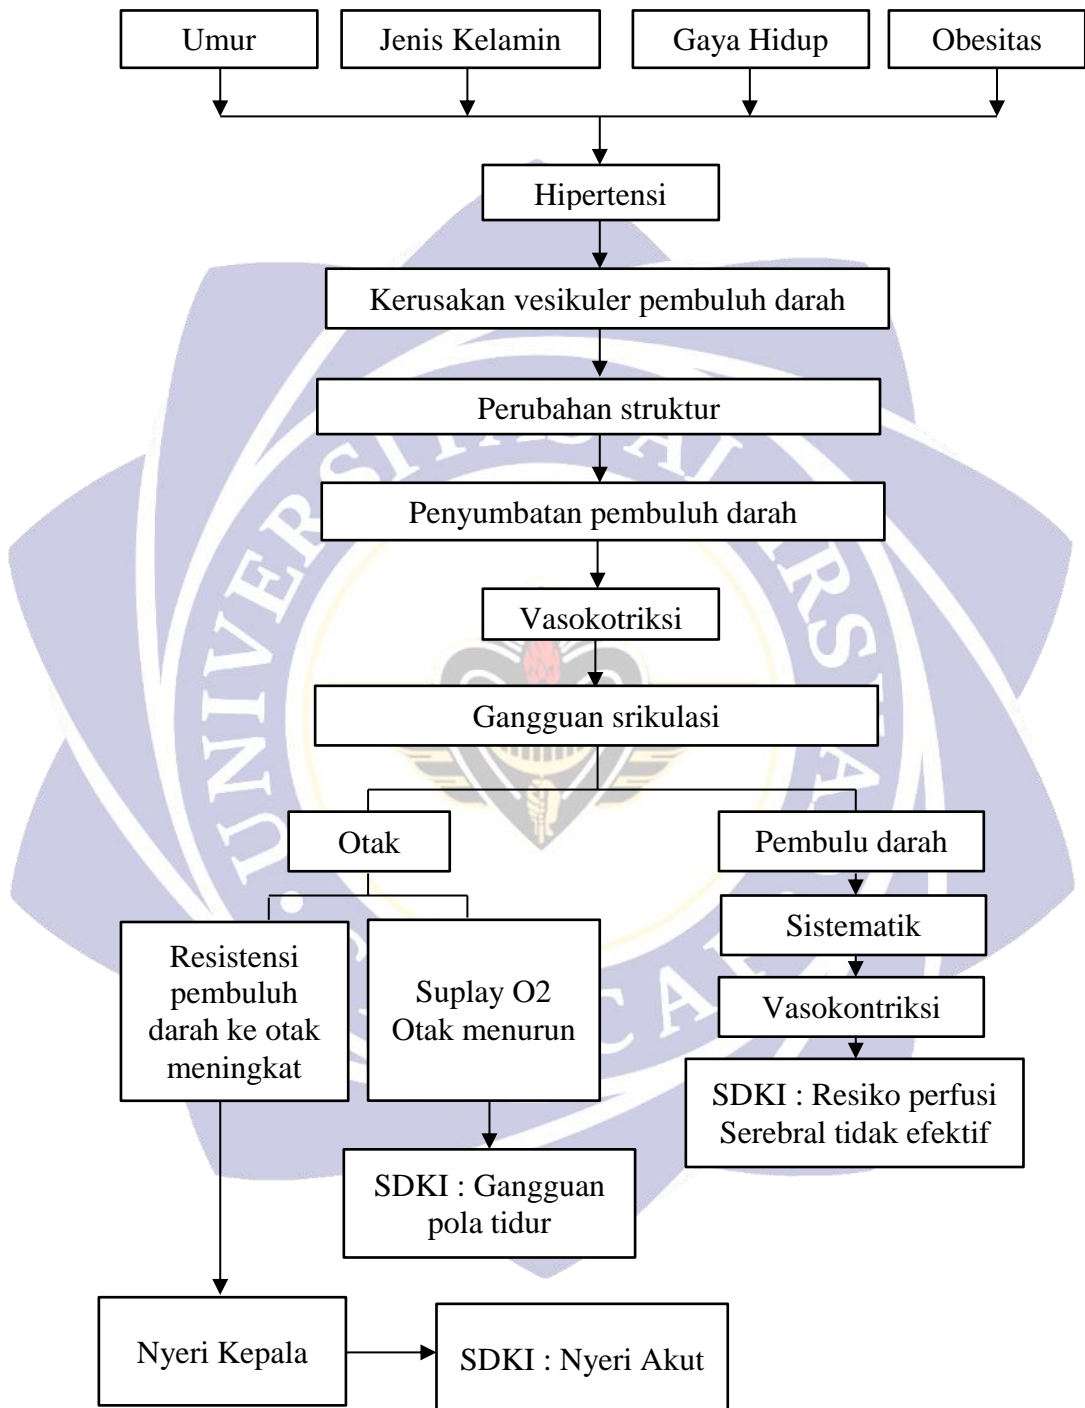 Umur
Jenis Kelamin
Gaya Hidup
Obesitas
Hipertensi
Kerusakan vesikuler pembuluh darah
Perubahan struktur
Penyumbatan pembuluh darah
Vasokotriksi
Gangguan srikulasi
Otak
Pembulu darah
Resistensi
pembuluh
darah ke otak
meningkat
Suplay O2
Otak menurun
Sistematik
Vasokontriksi
SDKI : Resiko perfusi
Serebral tidak efektif
SDKI : Gangguan
pola tidur
Nyeri Kepala
SDKI : Nyeri Akut